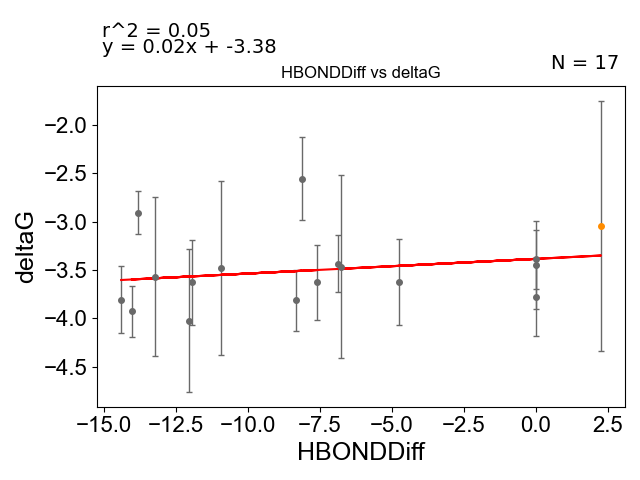 r^2 = 0.05
y = 0.02x + -3.38
N = 17
HBONDDiff vs deltaG
−2.0
−2.5
−3.0
−3.5
−4.0
−4.5
deltaG
−15.0 −12.5 −10.0 −7.5 −5.0 −2.5 0.0 2.5
HBONDDiff